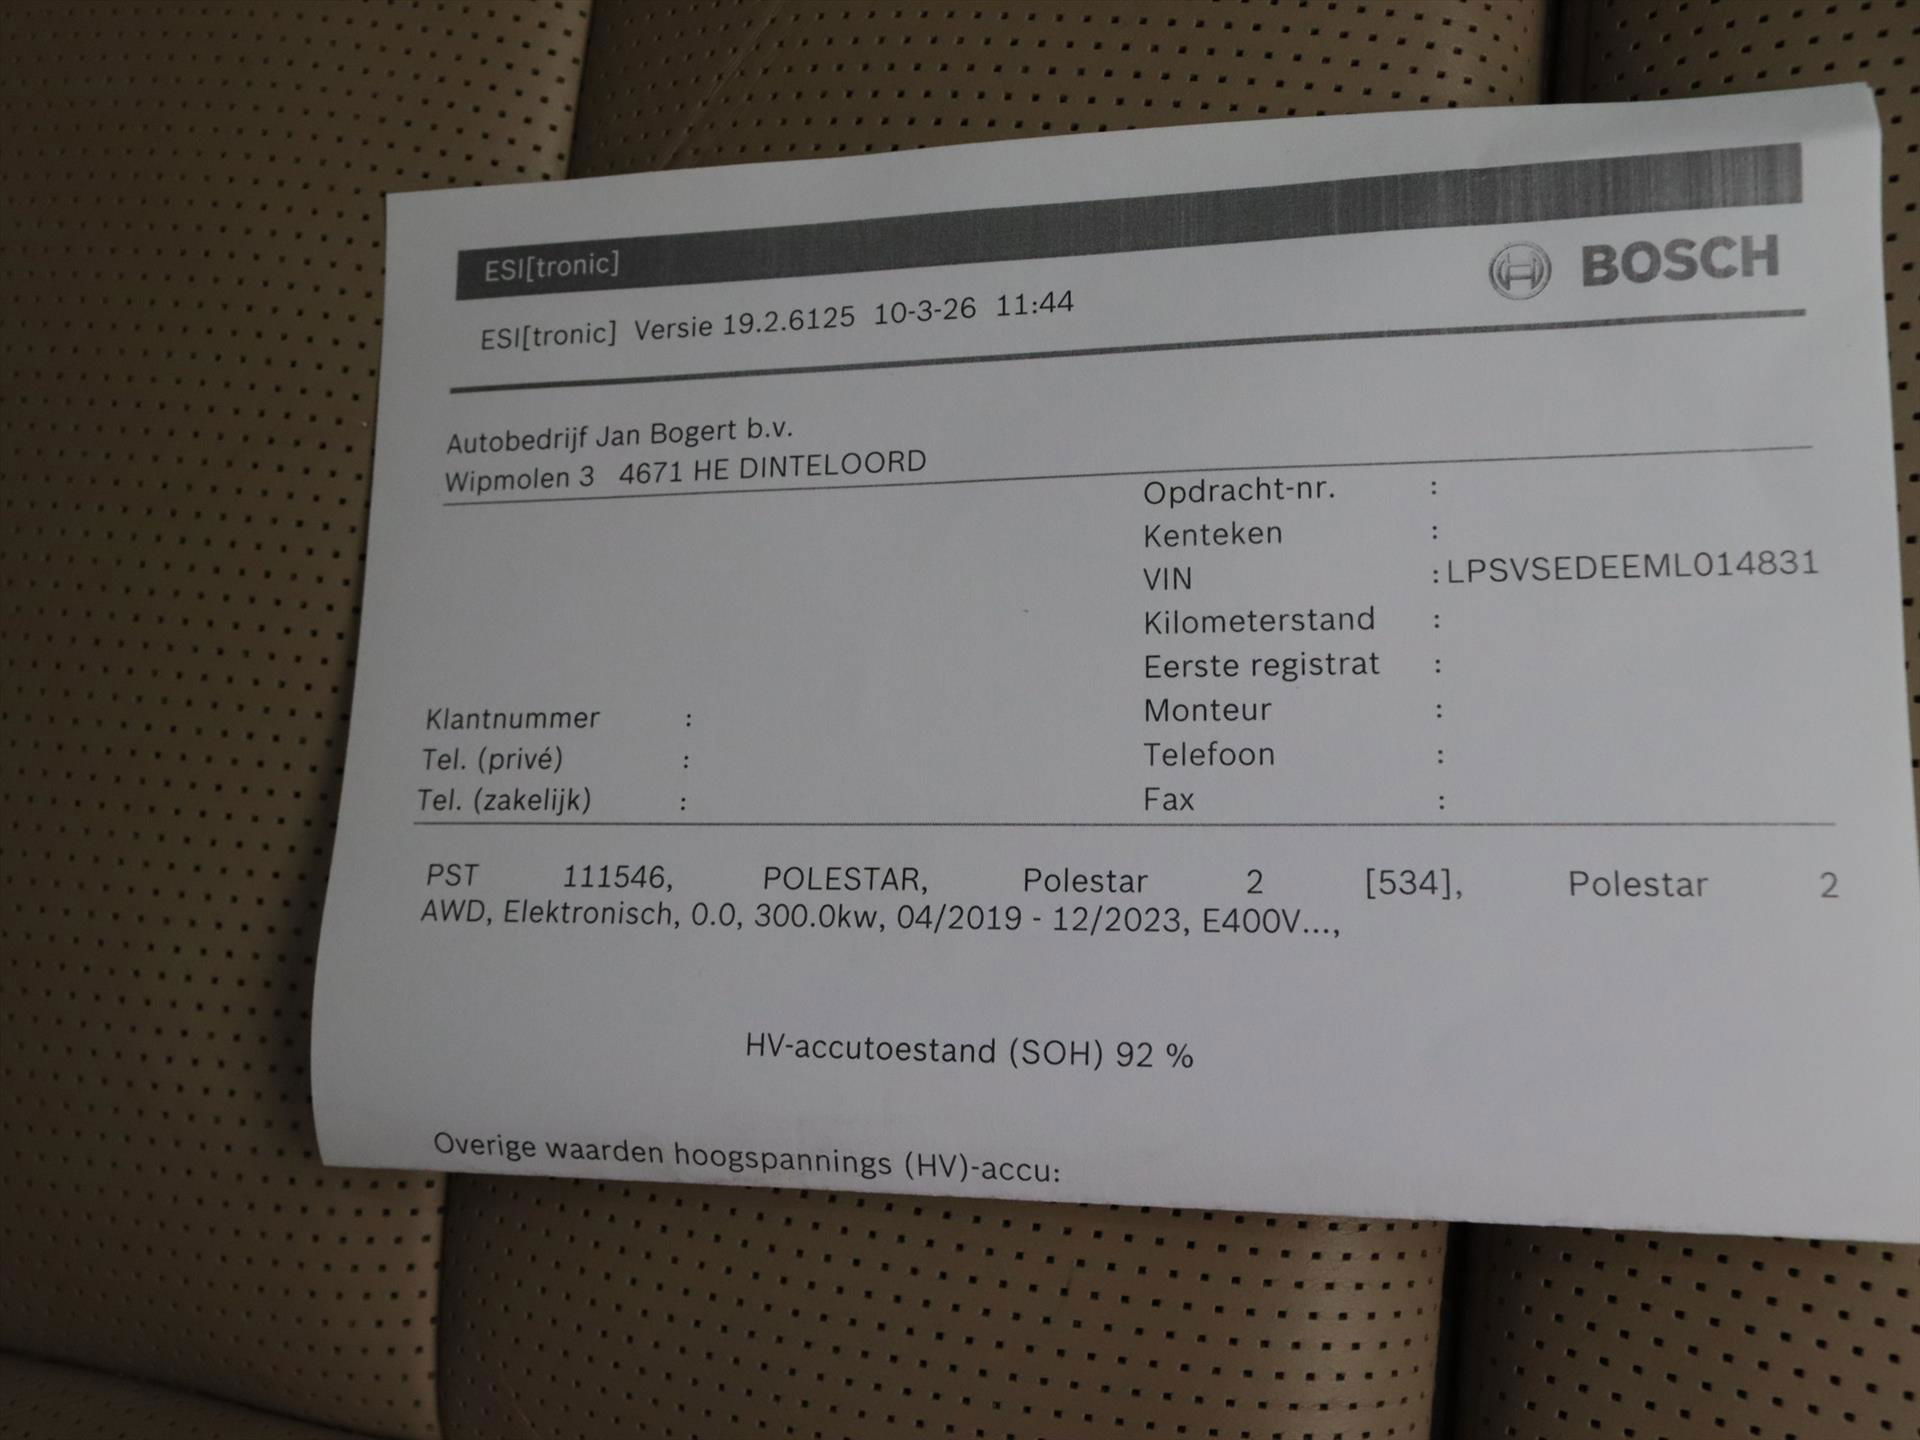 ESI[tronic]
BOSCH
ESI[tronic] Versie 19.2.6125 10-3-26 11:44
Autobedrijf Jan Bogert b.v.
Wipmolen 3 4671 HE DINTELOORD
Opdracht-nr. :
Kenteken :
VIN :LPSVSEDEEML014831
Kilometerstand :
Eerste registrat :
Monteur :
Telefoon :
Fax :
Klantnummer :
Tel. (privé) :
Tel. (zakelijk) :
PST 111546, POLESTAR, Polestar 2 [534], Polestar 2
AWD, Elektronisch, 0.0, 300.0kw, 04/2019 - 12/2023, E400V...,
HV-accutoestand (SOH) 92 %
Overige waarden hoogspannings (HV)-accu: